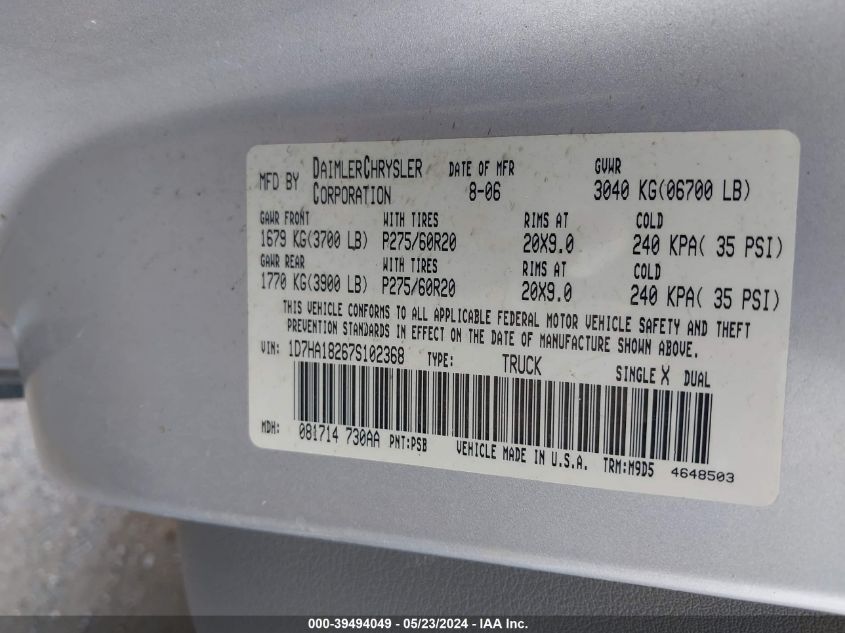 MFD BY DAIMLERCHRYSLER CORPORATION DATE OF MFR 8-06 GVWR 3040 KG(06700 LB)
GAWR FRONT WITH TIRES RIMS AT COLD
1679 KG(3700 LB) P275/60R20 20X9.0 240 KPA( 35 PSI)
GAWR REAR WITH TIRES RIMS AT COLD
1770 KG(3900 LB) P275/60R20 20X9.0 240 KPA( 35 PSI)
THIS VEHICLE CONFORMS TO ALL APPLICABLE FEDERAL MOTOR VEHICLE SAFETY AND THEFT
PREVENTION STANDARDS IN EFFECT ON THE DATE OF MANUFACTURE SHOWN ABOVE.
VIN: 1D7HA18267S102368 TYPE: TRUCK SINGLE X DUAL
MDH: 081714 730AA PNT:PSB VEHICLE MADE IN U.S.A. TRM:M9D5 4648503
000-39494049 — 05/23/2024 — IAA Inc.